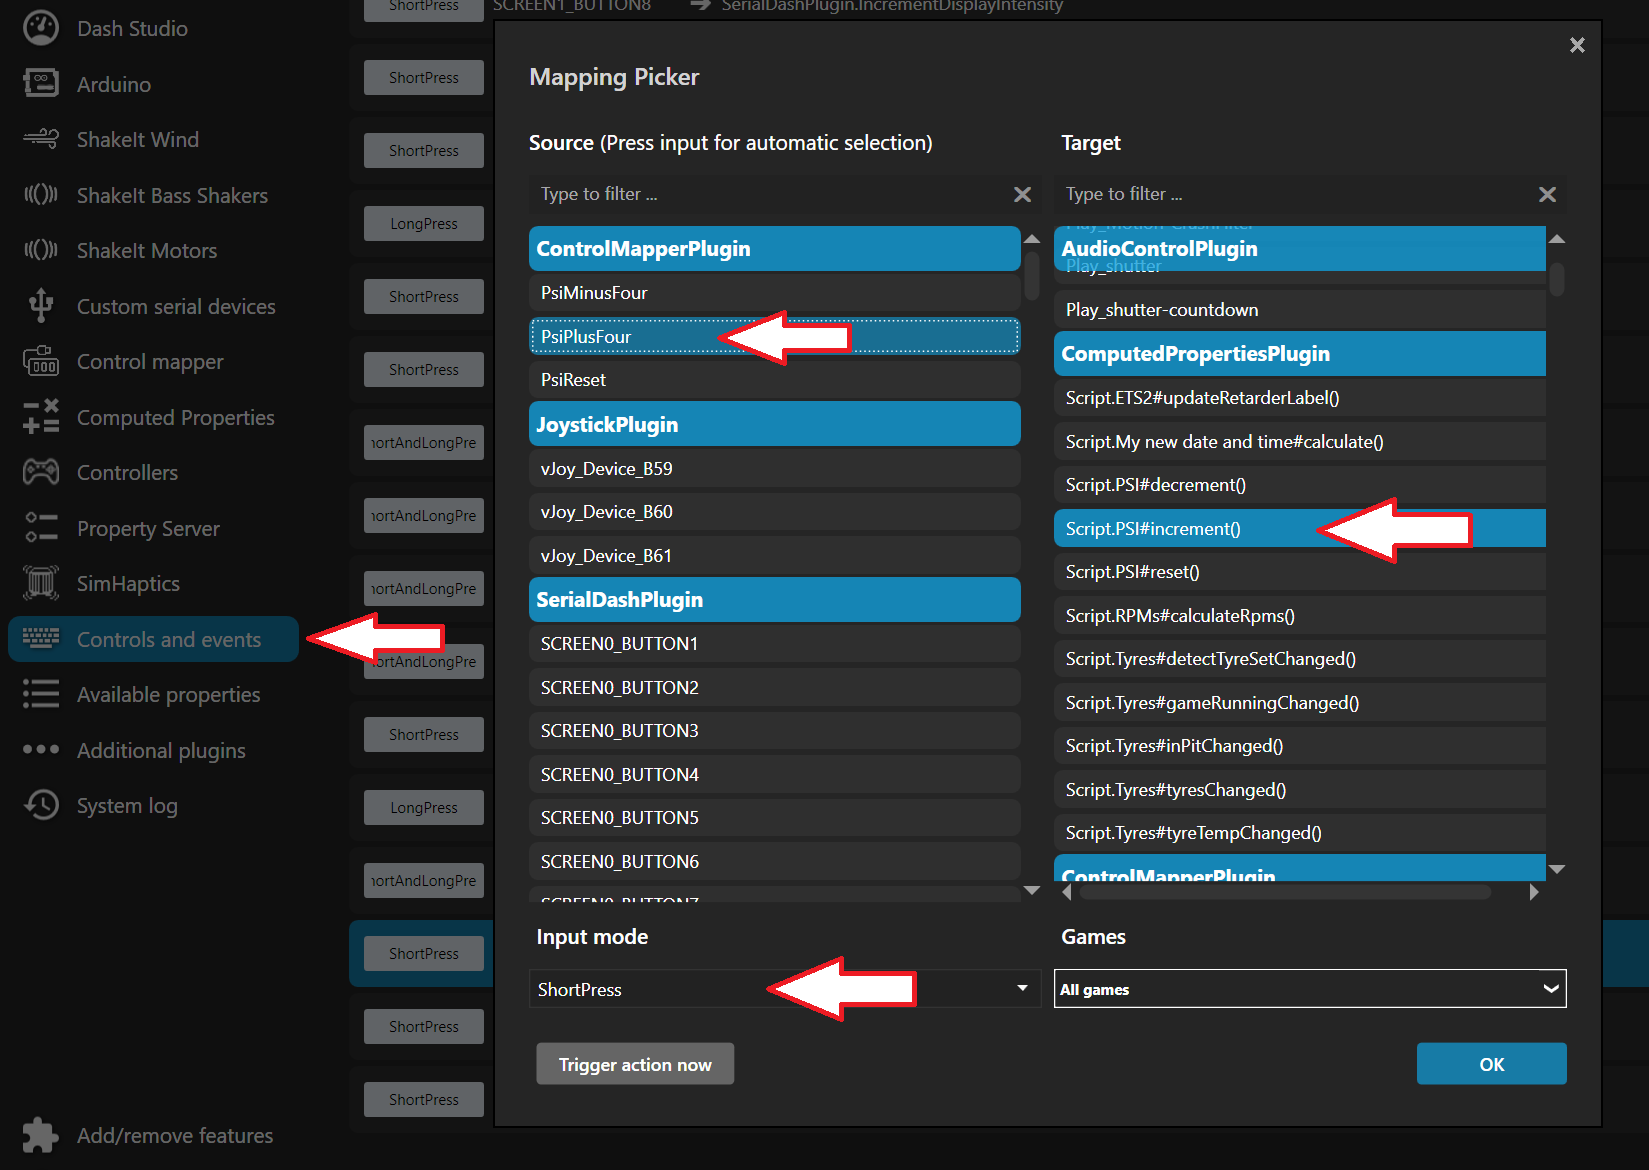 Dash Studio
Arduino
ShakeIt Wind
ShakeIt Bass Shakers
ShakeIt Motors
Custom serial devices
Control mapper
Computed Properties
Controllers
Property Server
SimHaptics
Controls and events
Available properties
Additional plugins
System log
Add/remove features
ShortPress
SCREEN1_BUTTON8
SerialDashPlugin.IncrementDisplayIntensity
ShortPress
ShortPress
LongPress
ShortPress
ShortPress
hortAndLongPre
hortAndLongPre
hortAndLongPre
ortAndLongPre
ShortPress
LongPress
hortAndLongPre
ShortPress
ShortPress
ShortPress
Mapping Picker
Source (Press input for automatic selection)
Type to filter ...
ControlMapperPlugin
PsiMinusFour
PsiPlusFour
PsiReset
JoystickPlugin
vJoy_Device_B59
vJoy_Device_B60
vJoy_Device_B61
SerialDashPlugin
SCREEN0_BUTTON1
SCREEN0_BUTTON2
SCREEN0_BUTTON3
SCREEN0_BUTTON4
SCREEN0_BUTTON5
SCREEN0_BUTTON6
SCREEN0_BUTTON7
Target
Type to filter ...
AudioControlPlugin
Play_shutter
Play_shutter-countdown
ComputedPropertiesPlugin
Script.ETS2#updateRetarderLabel()
Script.My new date and time#calculate()
Script.PSI#decrement()
Script.PSI#increment()
Script.PSI#reset()
Script.RPMs#calculateRpms()
Script.Tyres#detectTyreSetChanged()
Script.Tyres#gameRunningChanged()
Script.Tyres#inPitChanged()
Script.Tyres#tyresChanged()
Script.Tyres#tyreTempChanged()
ControlMapperPlugin
Input mode
ShortPress
Games
All games
Trigger action now
OK